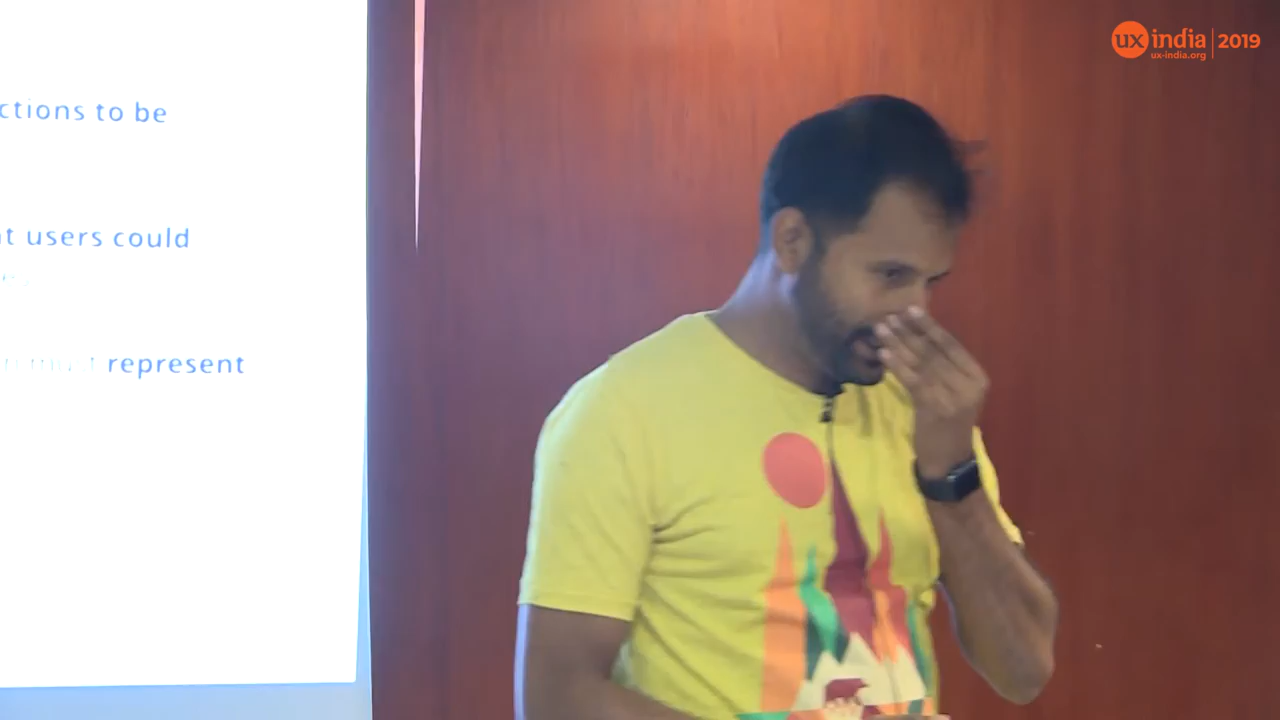 ctions to be
t users could
represent
ux india 2019
ux-india.org